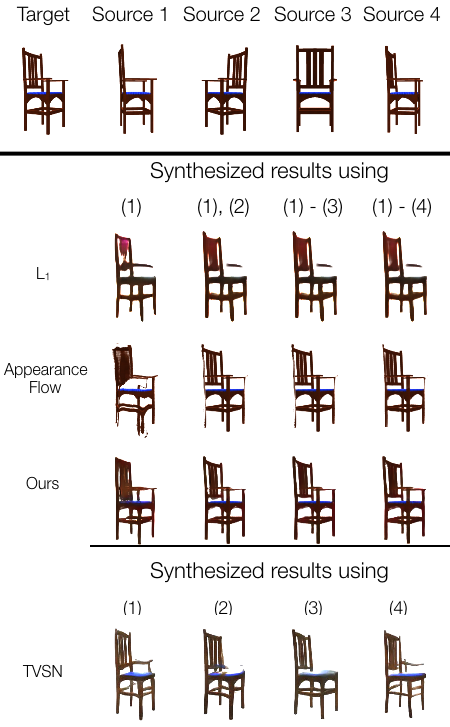 Target Source 1 Source 2 Source 3 Source 4
Synthesized results using
(1) (1), (2) (1) - (3) (1) - (4)
L1
Appearance
Flow
Ours
Synthesized results using
(1) (2) (3) (4)
TVSN